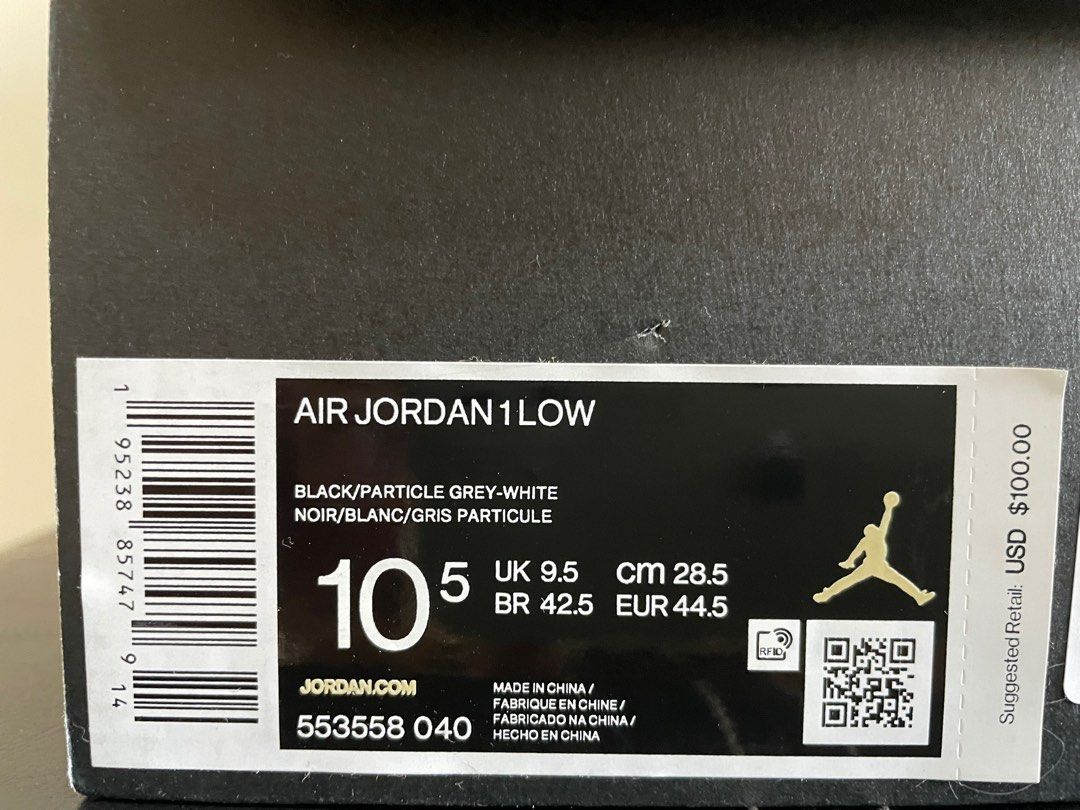 AIR JORDAN 1 LOW
BLACK/PARTICLE GREY-WHITE
NOIR/BLANC/GRIS PARTICULE
10 5
UK 9.5 cm 28.5
BR 42.5 EUR 44.5
RFID
JORDAN.COM
553558 040
MADE IN CHINA /
FABRIQUE EN CHINE /
FABRICADO NA CHINA /
HECHO EN CHINA
1 95238 85747 9 14
Suggested Retail: USD $100.00